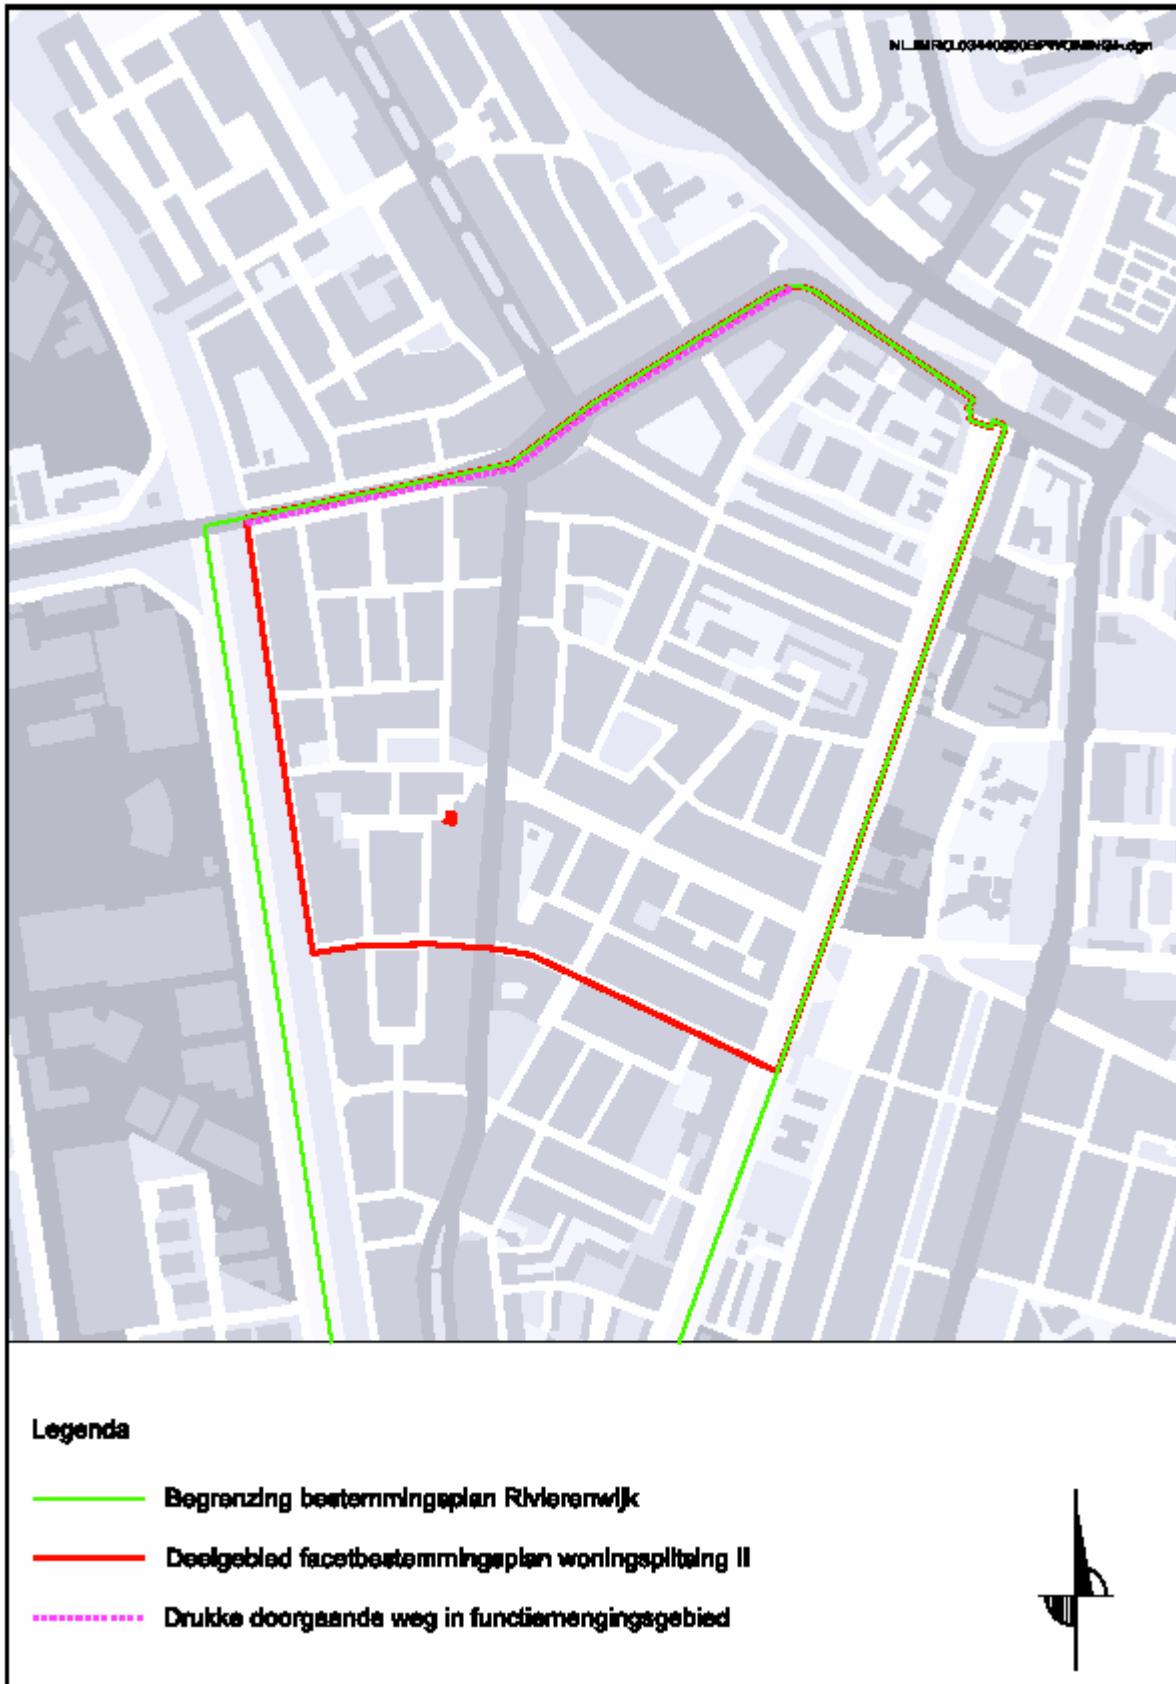 Legenda
Begrenzing bestemmingsplan Rivierenwijk
Deelgebied facetbestemmingsplan woningsplitsing II
Drukke doorgaande weg in functiemengingsgebied